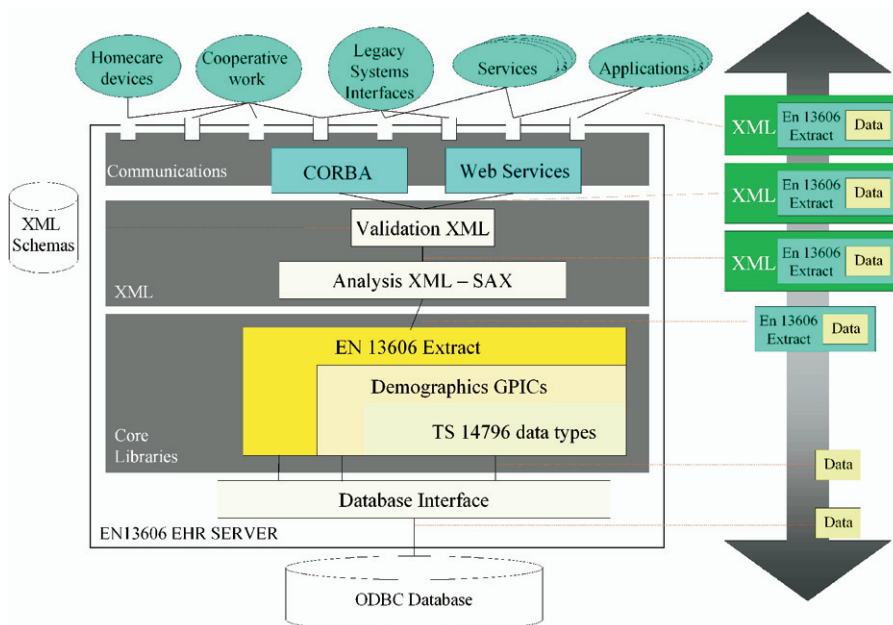 Homecare
devices
Cooperative
work
Legacy
Systems
Interfaces
Services
Applications
Communications
CORBA
Web Services
XML
Schemas
Validation XML
Analysis XML – SAX
XML
EN 13606 Extract
Demographics GPICs
TS 14796 data types
Core
Libraries
Database Interface
EN13606 EHR SERVER
ODBC Database
XML
En 13606
Extract
Data
XML
En 13606
Extract
Data
XML
En 13606
Extract
Data
En 13606
Extract
Data
Data
Data